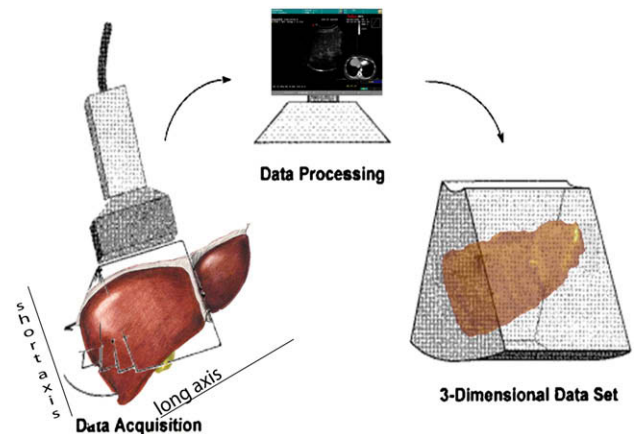 Data Processing
short axis
long axis
Data Acquisition
3-Dimensional Data Set